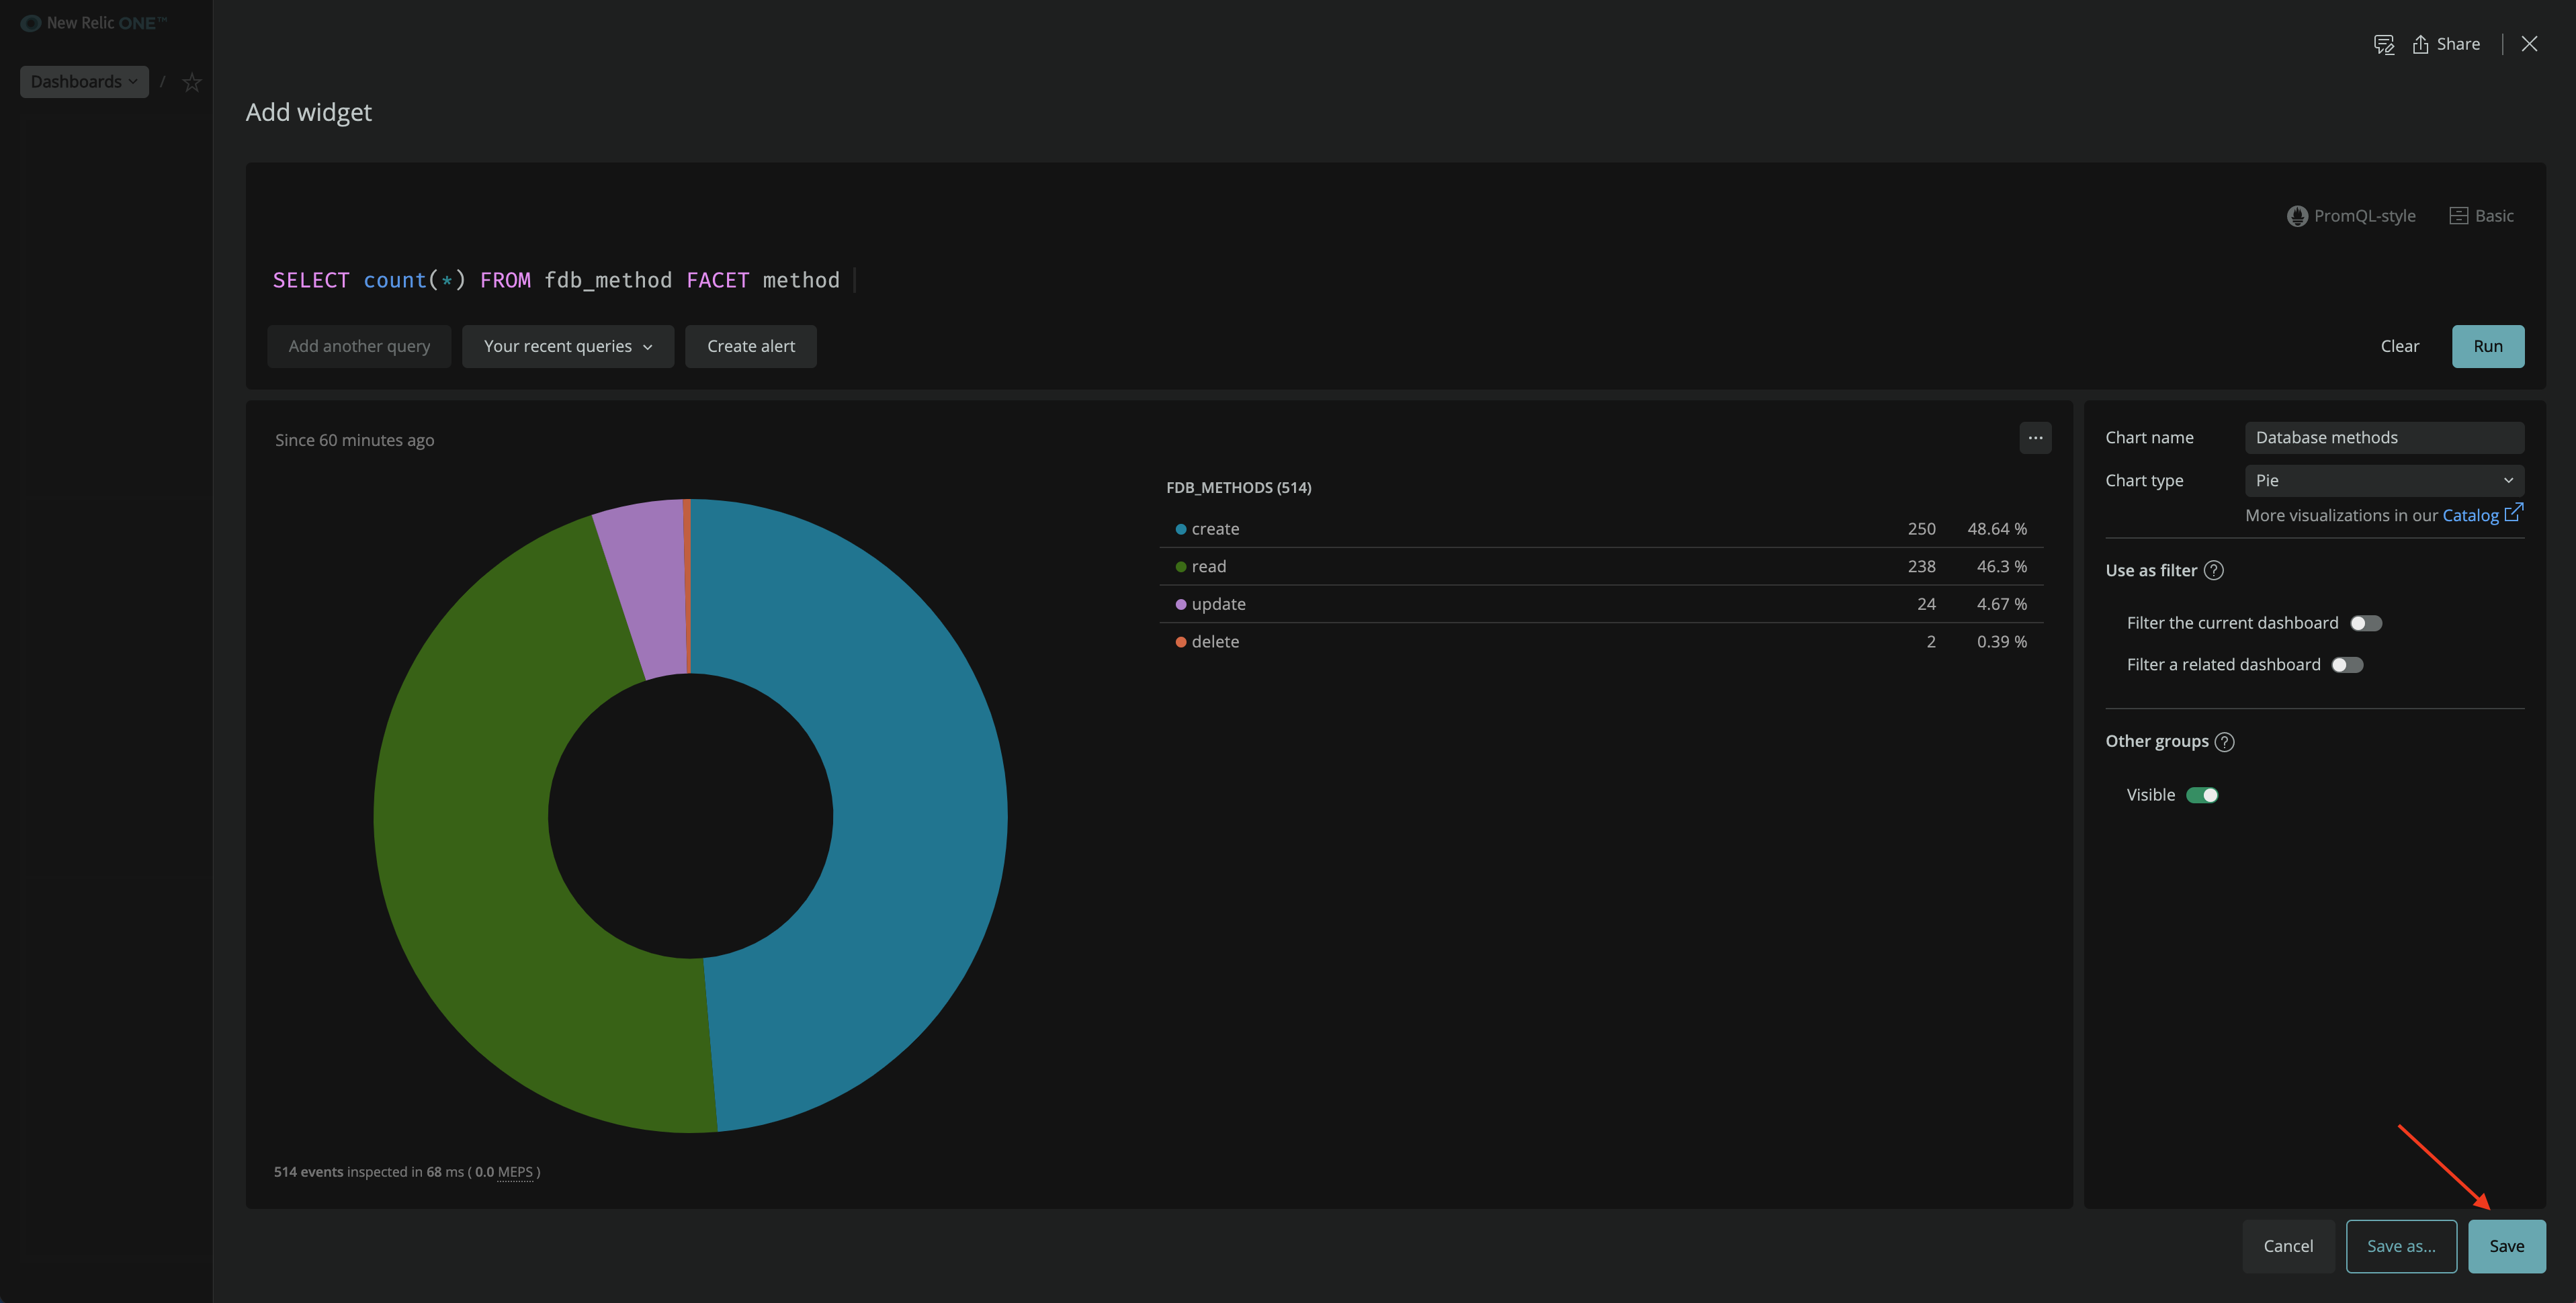 New Relic ONE™
Share
Dashboards /
Add widget
PromQL-style Basic
SELECT count(*) FROM fdb_method FACET method
Add another query Your recent queries Create alert Clear Run
Since 60 minutes ago
...
Chart name Database methods
Chart type Pie
More visualizations in our Catalog
FDB_METHODS (514)
create 250 48.64 %
read 238 46.3 %
update 24 4.67 %
delete 2 0.39 %
Use as filter ?
Filter the current dashboard
Filter a related dashboard
Other groups ?
Visible
514 events inspected in 68 ms ( 0.0 MEPS )
Cancel Save as... Save